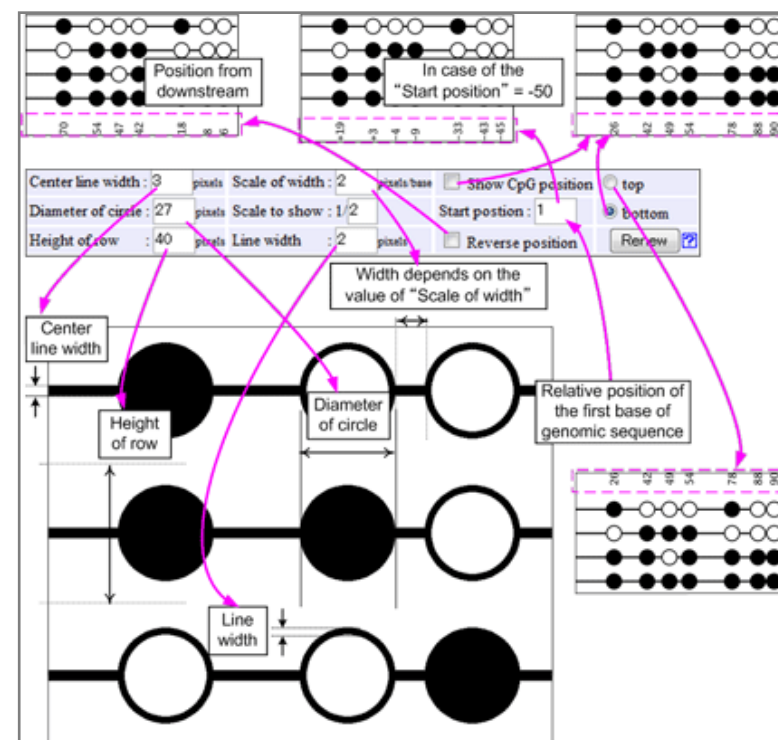 Position from
downstream
In case of the
"Start position" = -50
70 54 47 42 18 8 6
+19 +3 -4 -9 -33 -43 -45
26 42 49 54 78 88 90
Center line width : 3 pixels Scale of width : 2 pixels/base Show CpG position top
Diameter of circle : 27 pixels Scale to show : 1/2 Start postion : 1 bottom
Height of row : 40 pixels Line width : 2 pixels Reverse position Renew ?
Width depends on the
value of "Scale of width"
Center
line width
Height
of row
Diameter
of circle
Relative position of
the first base of
genomic sequence
26 42 49 54 78 88 90
Line
width